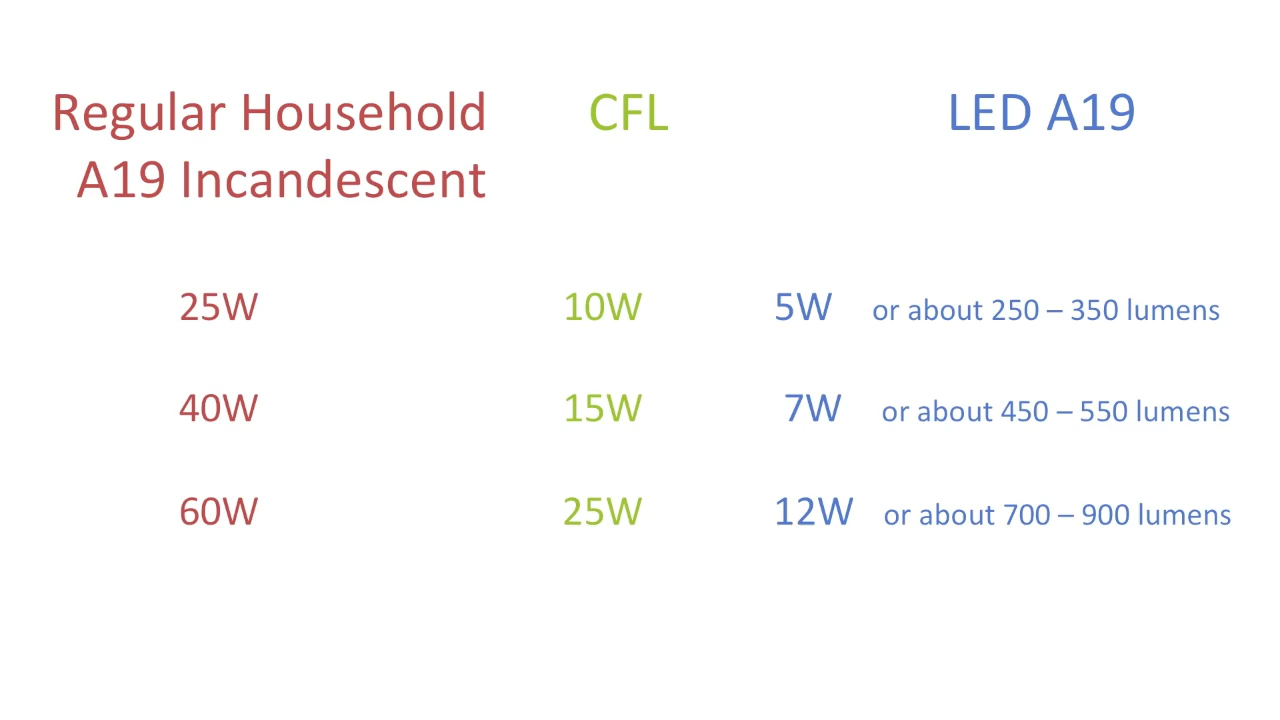 Regular Household CFL LED A19
A19 Incandescent
25W 10W 5W or about 250 – 350 lumens
40W 15W 7W or about 450 – 550 lumens
60W 25W 12W or about 700 – 900 lumens